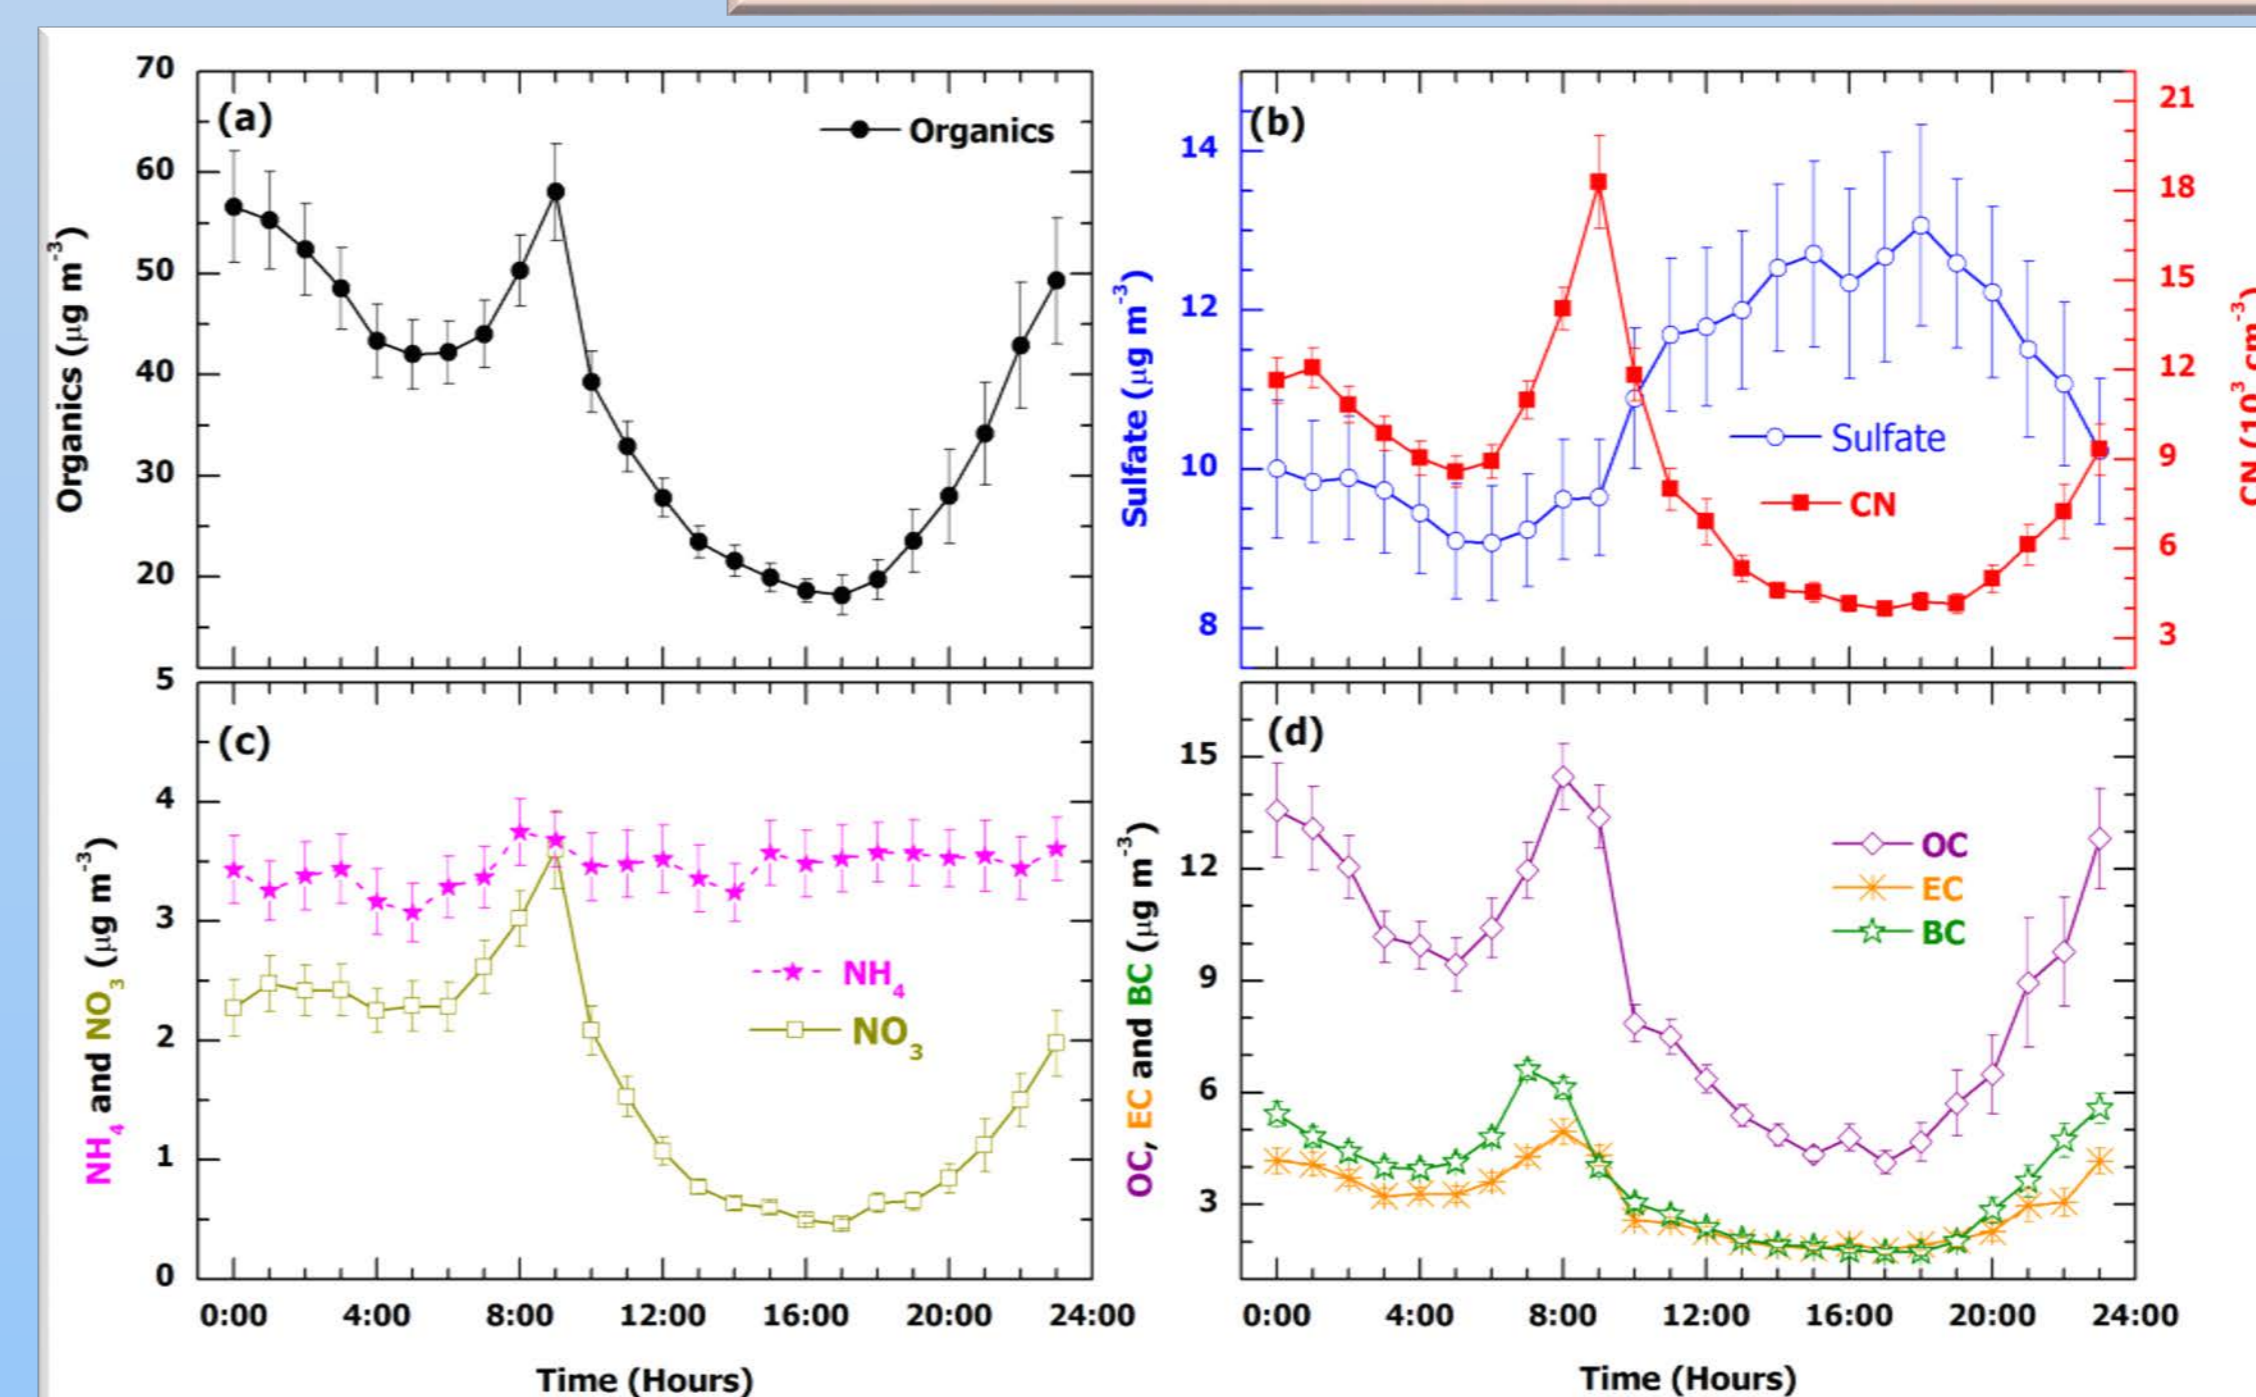 70
60
50
40
30
20
Organics (µg m⁻³)
(a)
Organics
14
12
10
8
Sulfate (µg m⁻³)
(b)
Sulfate
CN
21
18
15
12
9
6
3
CN (10³ cm⁻³)
5
4
3
2
1
0
NH₄ and NO₃ (µg m⁻³)
(c)
NH₄
NO₃
0:00 4:00 8:00 12:00 16:00 20:00 24:00
Time (Hours)
15
12
9
6
3
OC, EC and BC (µg m⁻³)
(d)
OC
EC
BC
0:00 4:00 8:00 12:00 16:00 20:00 24:00
Time (Hours)